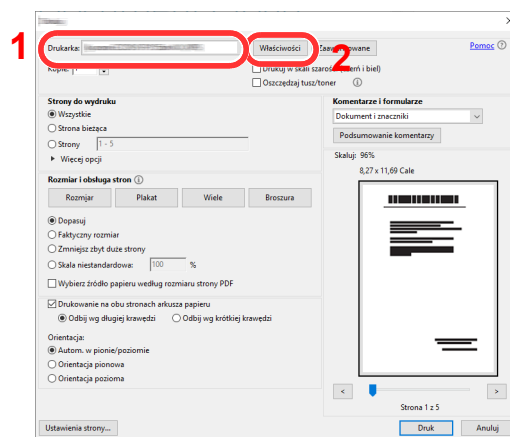 1
2
Drukarka:
Właściwości
Zaawansowane
Pomoc
Kopie: 1
Drukuj w skali szarości (czerń i biel)
Oszczędzaj tusz/toner
Strony do wydruku
Wszystkie
Strona bieżąca
Strony 1 - 5
Więcej opcji
Rozmiar i obsługa stron
Rozmiar Plakat Wiele Broszura
Dopasuj
Faktyczny rozmiar
Zmniejsz zbyt duże strony
Skala niestandardowa: 100 %
Wybierz źródło papieru według rozmiaru strony PDF
Drukowanie na obu stronach arkusza papieru
Odbij wg długiej krawędzi Odbij wg krótkiej krawędzi
Orientacja:
Autom. w pionie/poziomie
Orientacja pionowa
Orientacja pozioma
Komentarze i formularze
Dokument i znaczniki
Podsumowanie komentarzy
Skaluj: 96%
8,27 x 11,69 Cale
< >
Strona 1 z 5
Ustawienia strony...
Druk
Anuluj